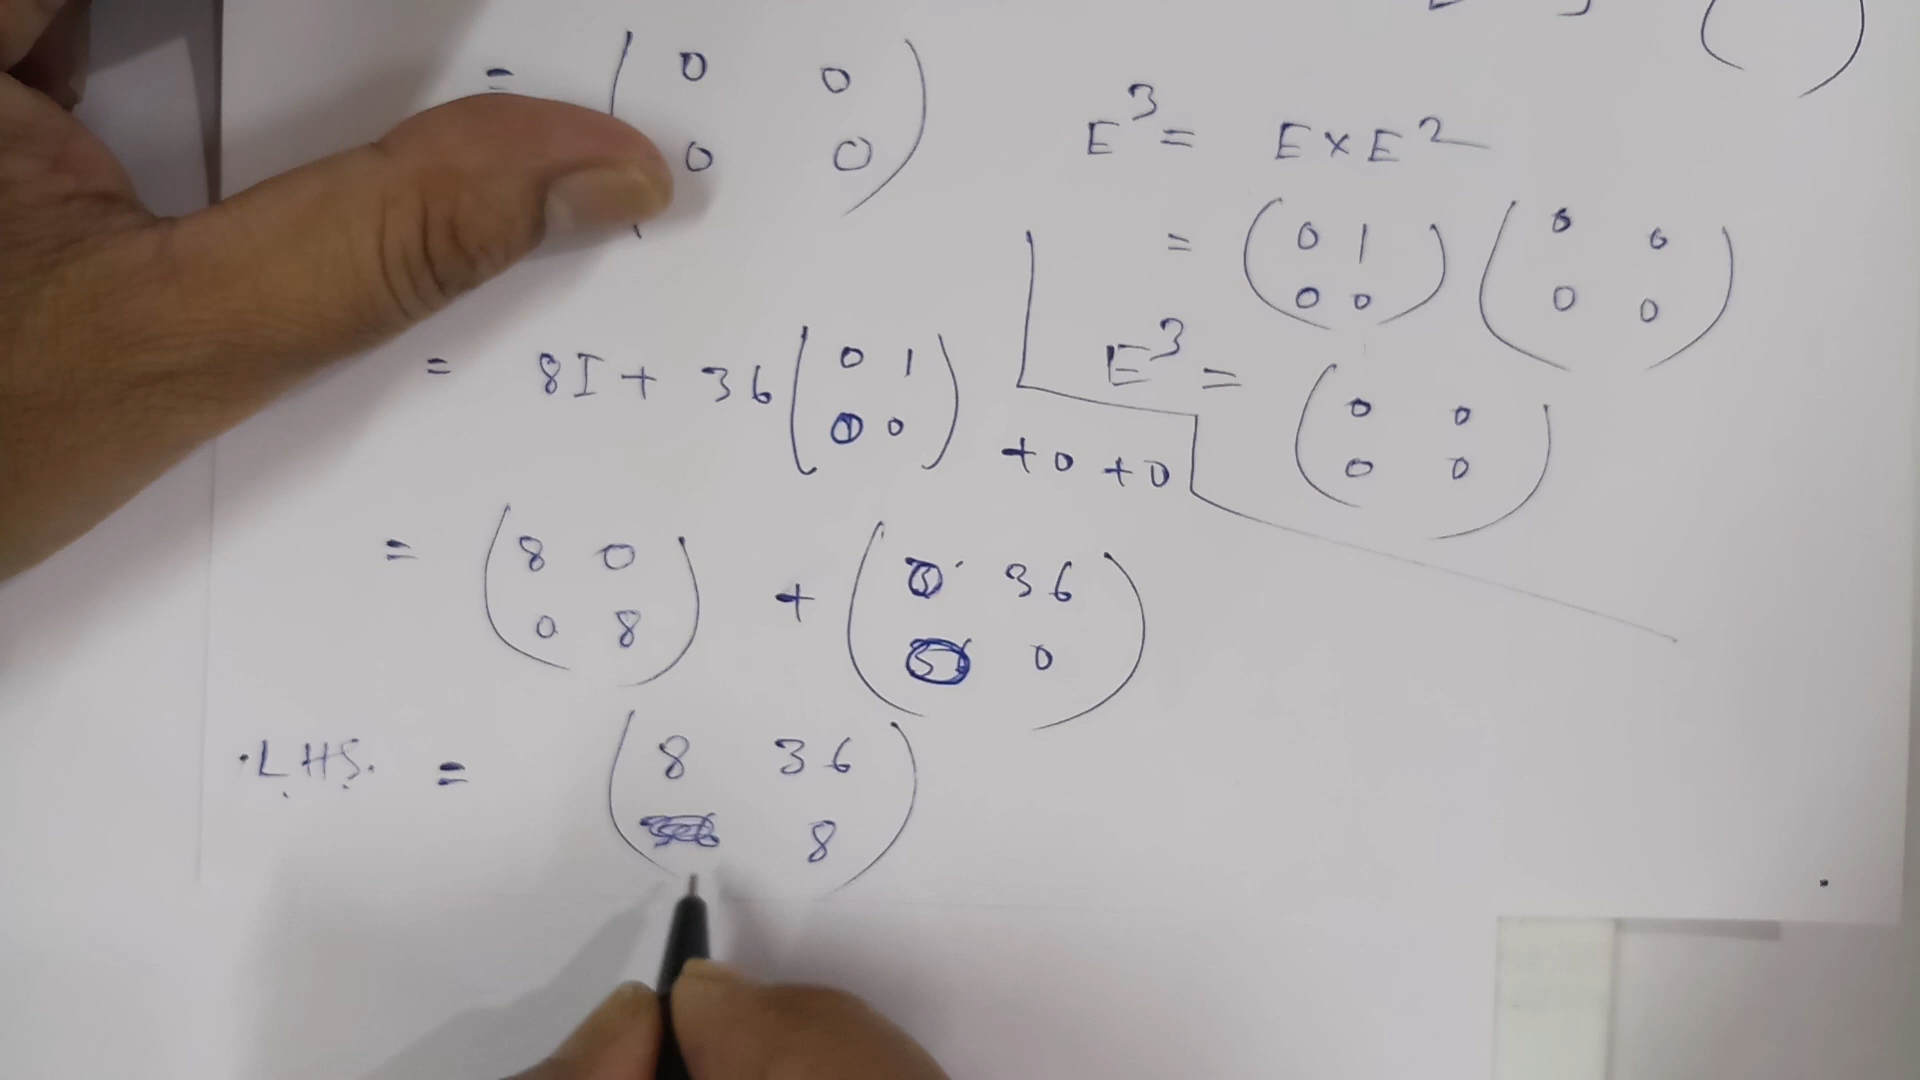 = ( 0 0
0 0 )
E³ = E × E²
= ( 0 1 ) ( 0 0
0 0 ) ( 0 0 )
= 8I + 36 ( 0 1
0 0 ) + 0 + 0
E³ = ( 0 0
0 0 )
= ( 8 0 ) + ( 0 36
( 0 8 ) 0 )
L.H.S. = ( 8 36
8 )